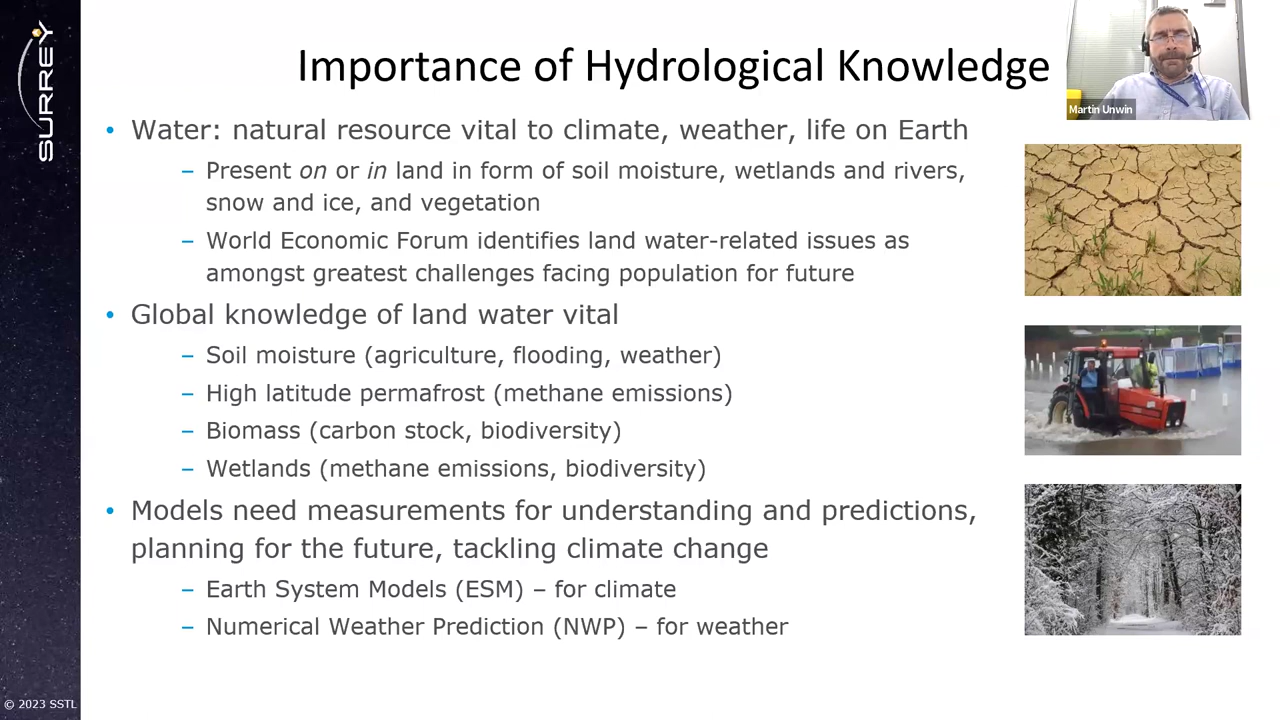 SURREY
Importance of Hydrological Knowledge
Martin Unwin
• Water: natural resource vital to climate, weather, life on Earth
– Present on or in land in form of soil moisture, wetlands and rivers,
snow and ice, and vegetation
– World Economic Forum identifies land water-related issues as
amongst greatest challenges facing population for future
• Global knowledge of land water vital
– Soil moisture (agriculture, flooding, weather)
– High latitude permafrost (methane emissions)
– Biomass (carbon stock, biodiversity)
– Wetlands (methane emissions, biodiversity)
• Models need measurements for understanding and predictions,
planning for the future, tackling climate change
– Earth System Models (ESM) – for climate
– Numerical Weather Prediction (NWP) – for weather
© 2023 SSTL